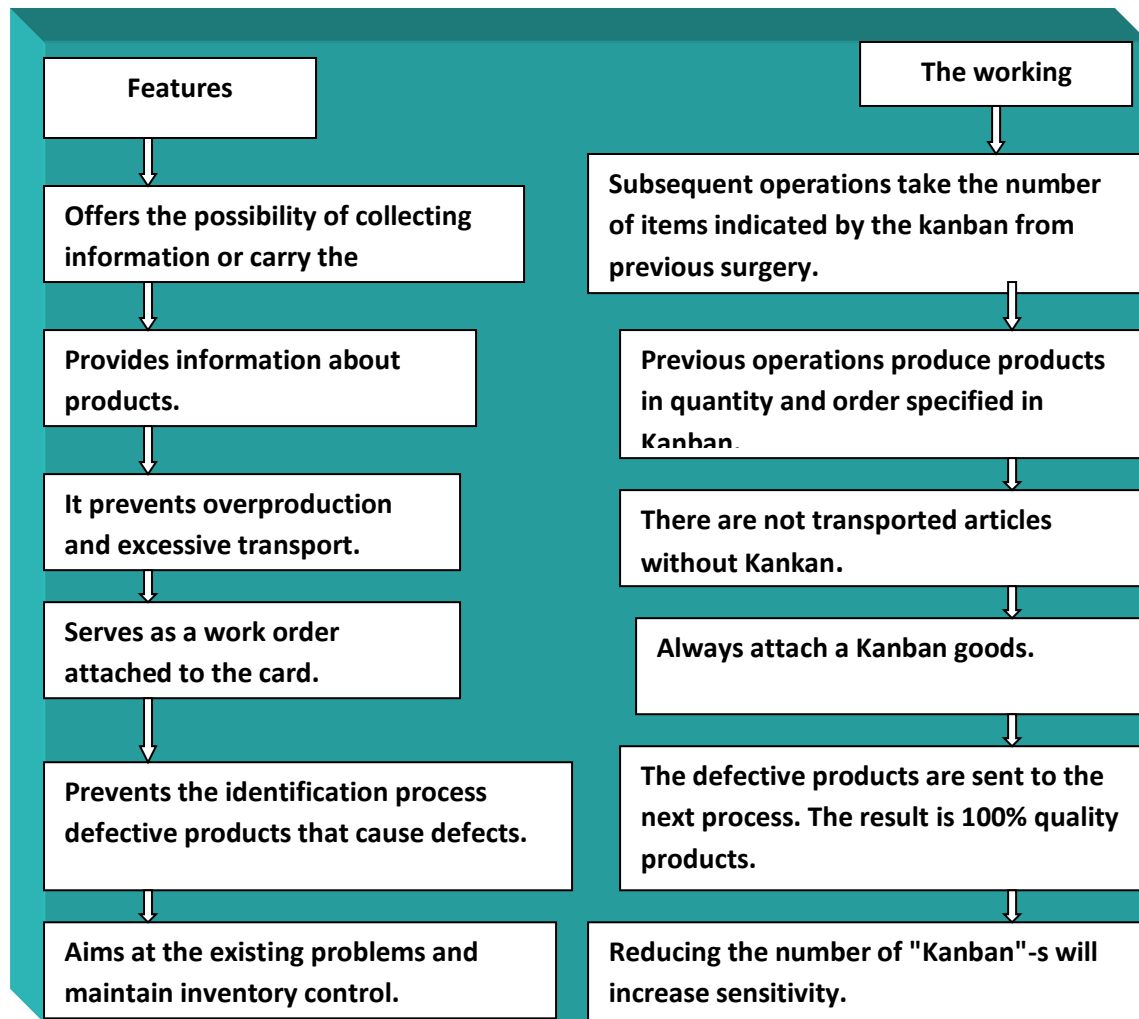 Features
Offers the possibility of collecting
information or carry the
Provides information about
products.
It prevents overproduction
and excessive transport.
Serves as a work order
attached to the card.
Prevents the identification process
defective products that cause defects.
Aims at the existing problems and
maintain inventory control.
The working
Subsequent operations take the number
of items indicated by the kanban from
previous surgery.
Previous operations produce products
in quantity and order specified in
Kanban.
There are not transported articles
without Kankan.
Always attach a Kanban goods.
The defective products are sent to the
next process. The result is 100% quality
products.
Reducing the number of "Kanban"-s will
increase sensitivity.